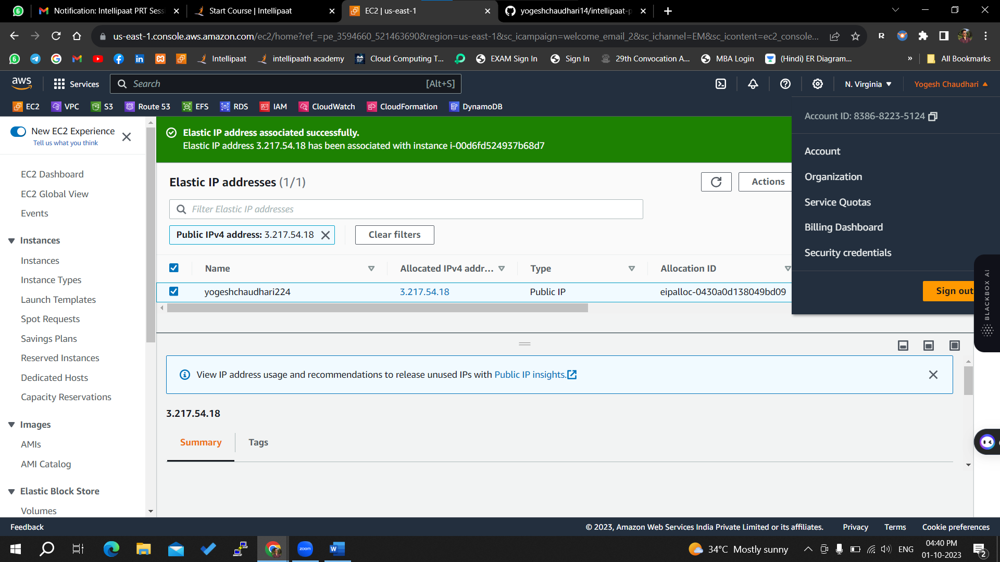 Notification: Intellipaat PRT Sessi
Start Course | Intellipaat
EC2 | us-east-1
yogeshchaudhari14/intellipaat-p
us-east-1.console.aws.amazon.com/ec2/home?ref_=pe_3594660_521463690&region=us-east-1&sc_icampaign=welcome_email_2&sc_ichannel=EM&sc_icontent=ec2_console...
R
Intellipaat
intellipaath academy
SF
Cloud Computing T...
EXAM Sign In
Sign In
29th Convocation A...
MBA Login
(Hindi) ER Diagram...
»
All Bookmarks
aws
Services
Search
[Alt+S]
N. Virginia
Yogesh Chaudhari
EC2
VPC
S3
Route 53
EFS
RDS
IAM
CloudWatch
CloudFormation
DynamoDB
Account ID: 8386-8223-5124
Account
Organization
Service Quotas
Billing Dashboard
Security credentials
Sign out
New EC2 Experience
Tell us what you think
EC2 Dashboard
EC2 Global View
Events
Instances
Instances
Instance Types
Launch Templates
Spot Requests
Savings Plans
Reserved Instances
Dedicated Hosts
Capacity Reservations
Images
AMIs
AMI Catalog
Elastic Block Store
Volumes
Elastic IP address associated successfully.
Elastic IP address 3.217.54.18 has been associated with instance i-00d6fd524937b68d7
Elastic IP addresses (1/1)
Actions
Filter Elastic IP addresses
Public IPv4 address: 3.217.54.18
Clear filters
Name
Allocated IPv4 addr...
Type
Allocation ID
yogeshchaudhari224
3.217.54.18
Public IP
eipalloc-0430a0d138049bd09
BLACKBOX AI
View IP address usage and recommendations to release unused IPs with Public IP insights.
3.217.54.18
Summary
Tags
Feedback
© 2023, Amazon Web Services India Private Limited or its affiliates.
Privacy
Terms
Cookie preferences
zoom
W
34°C Mostly sunny
ENG
04:40 PM
01-10-2023
2